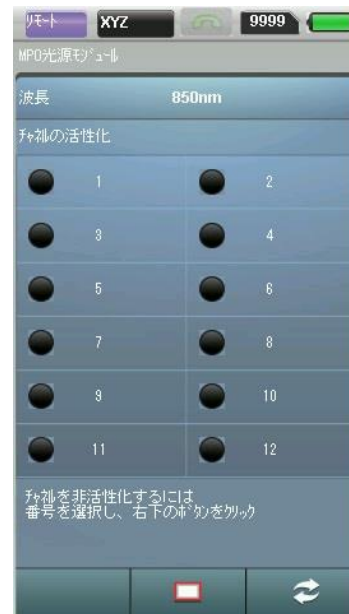 リモート XYZ 9999
MPO光源ﾓｼﾞｭｰﾙ
波長 850nm
ﾁｬﾈﾙの活性化
1 2
3 4
5 6
7 8
9 10
11 12
ﾁｬﾈﾙを非活性化するには
番号を選択し、右下のﾎﾞﾀﾝをｸﾘｯｸ